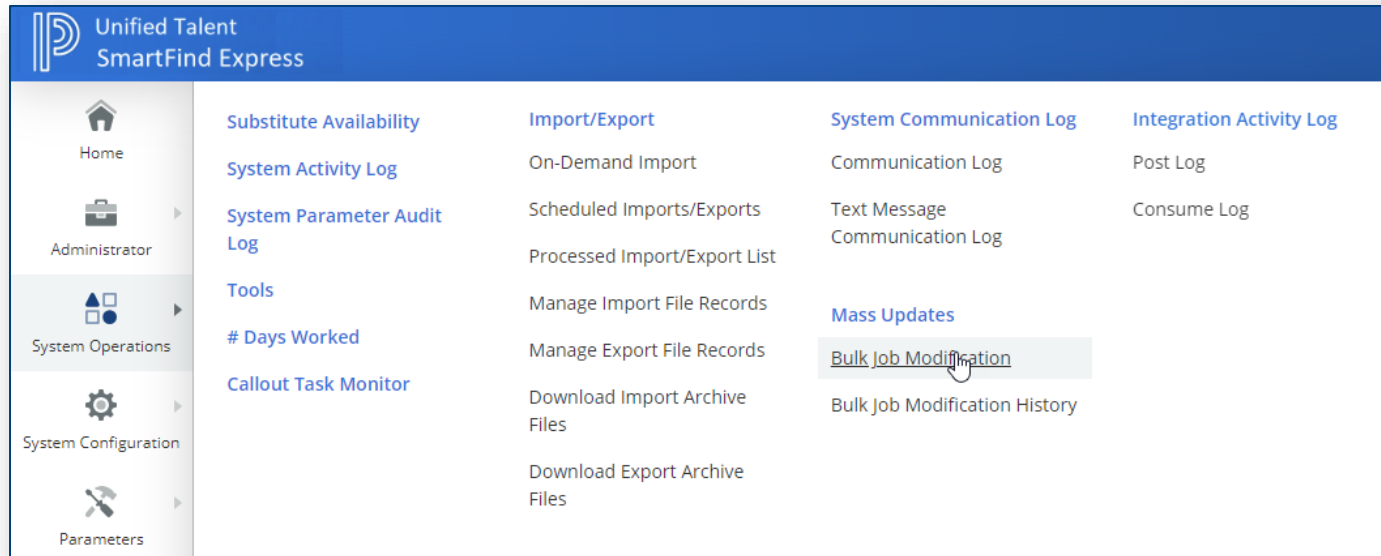 Unified Talent
SmartFind Express
Home
Administrator
System Operations
System Configuration
Parameters
Substitute Availability
System Activity Log
System Parameter Audit
Log
Tools
# Days Worked
Callout Task Monitor
Import/Export
On-Demand Import
Scheduled Imports/Exports
Processed Import/Export List
Manage Import File Records
Manage Export File Records
Download Import Archive
Files
Download Export Archive
Files
System Communication Log
Communication Log
Text Message
Communication Log
Mass Updates
Bulk Job Modification
Bulk Job Modification History
Integration Activity Log
Post Log
Consume Log